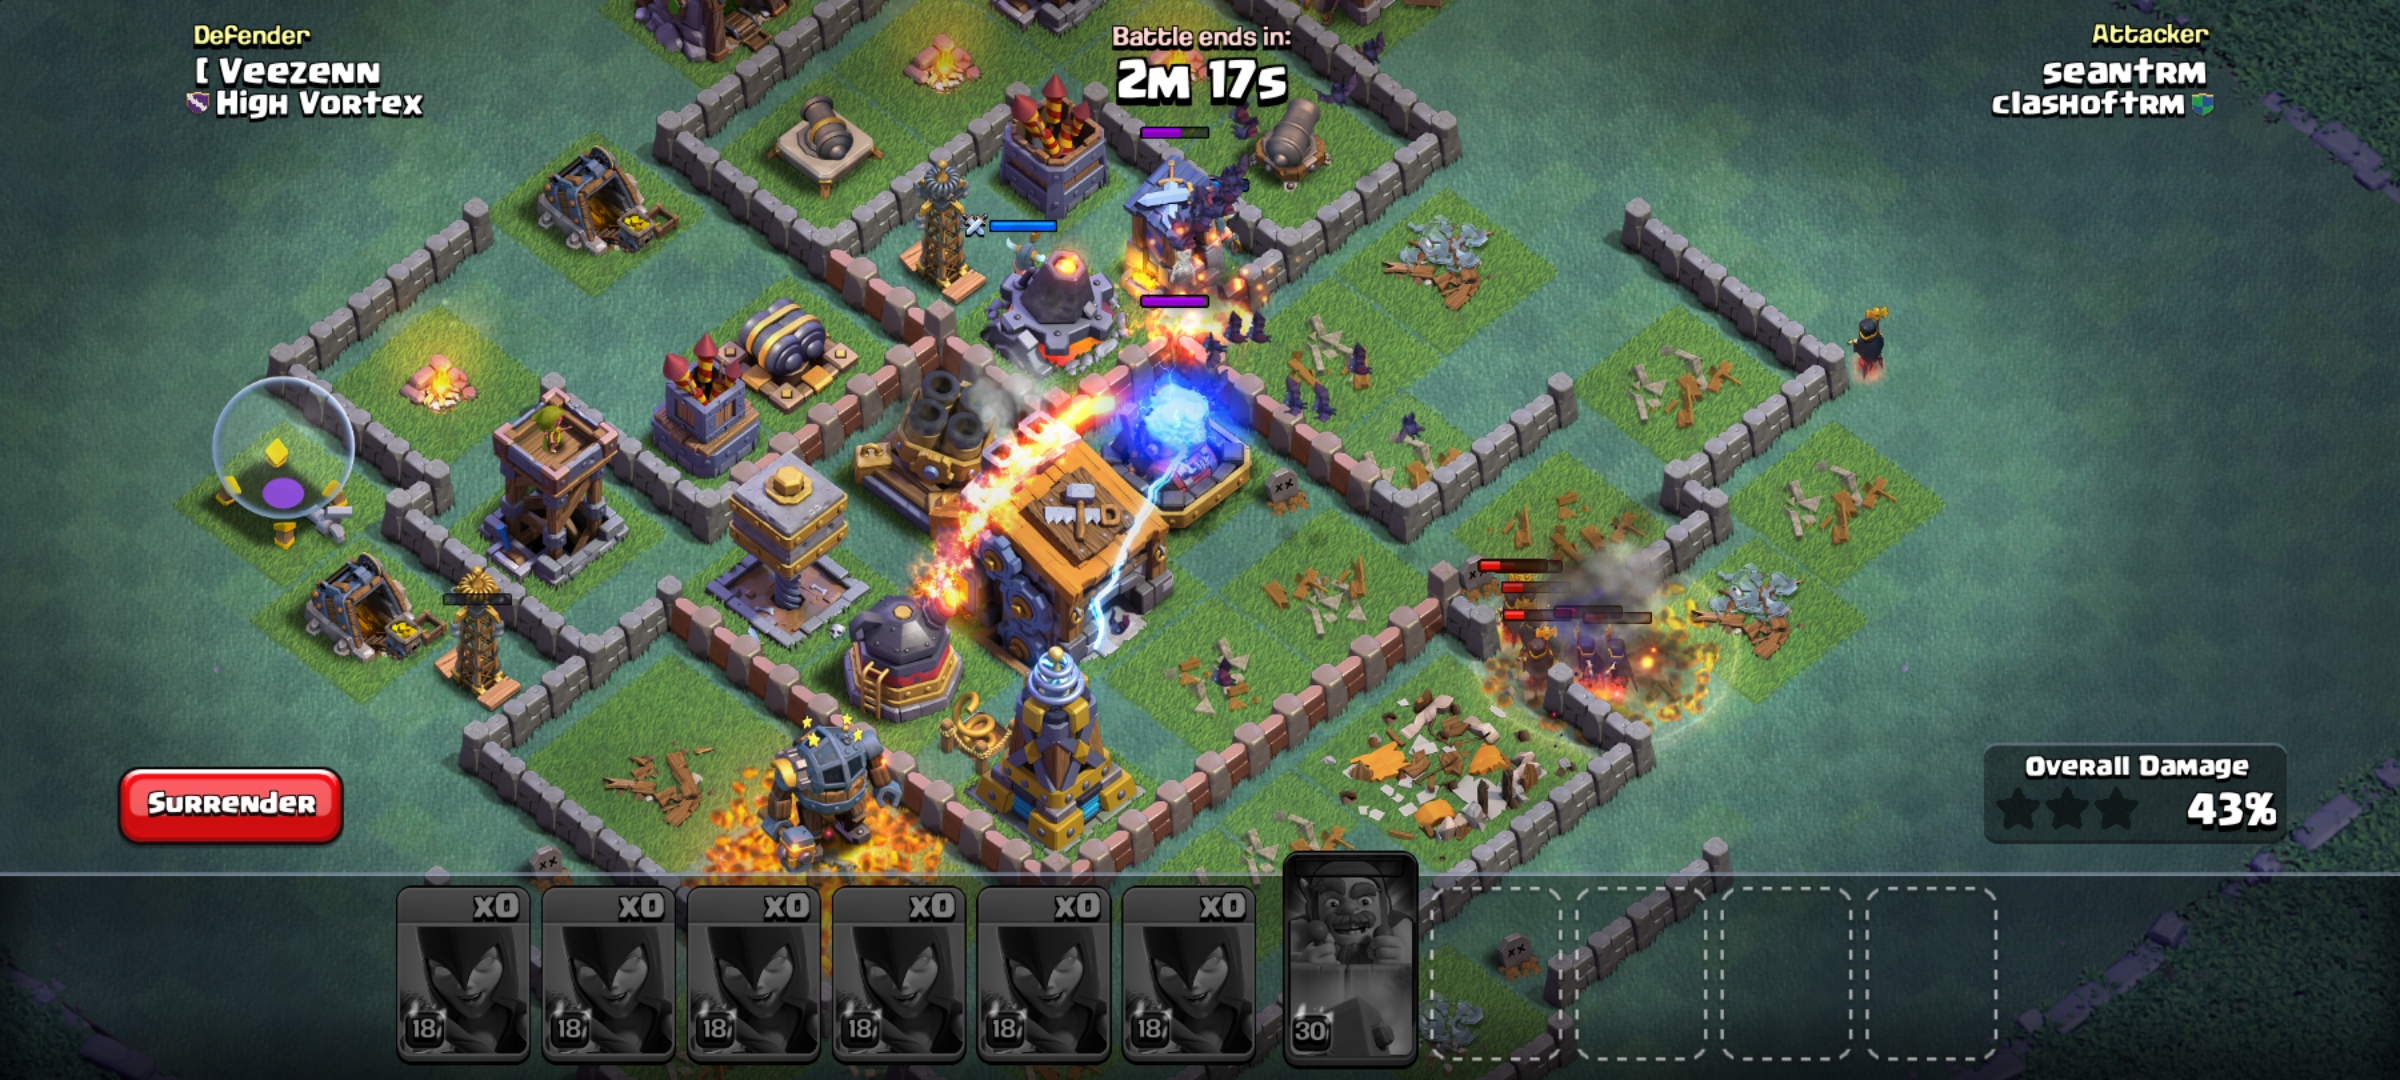 Defender
[ Veezenn
High Vortex
Battle ends in:
2M 17s
Attacker
seantrm
clashoftrm
Surrender
Overall Damage
43%
x0
x0
x0
x0
x0
x0
18
18
18
18
18
18
30